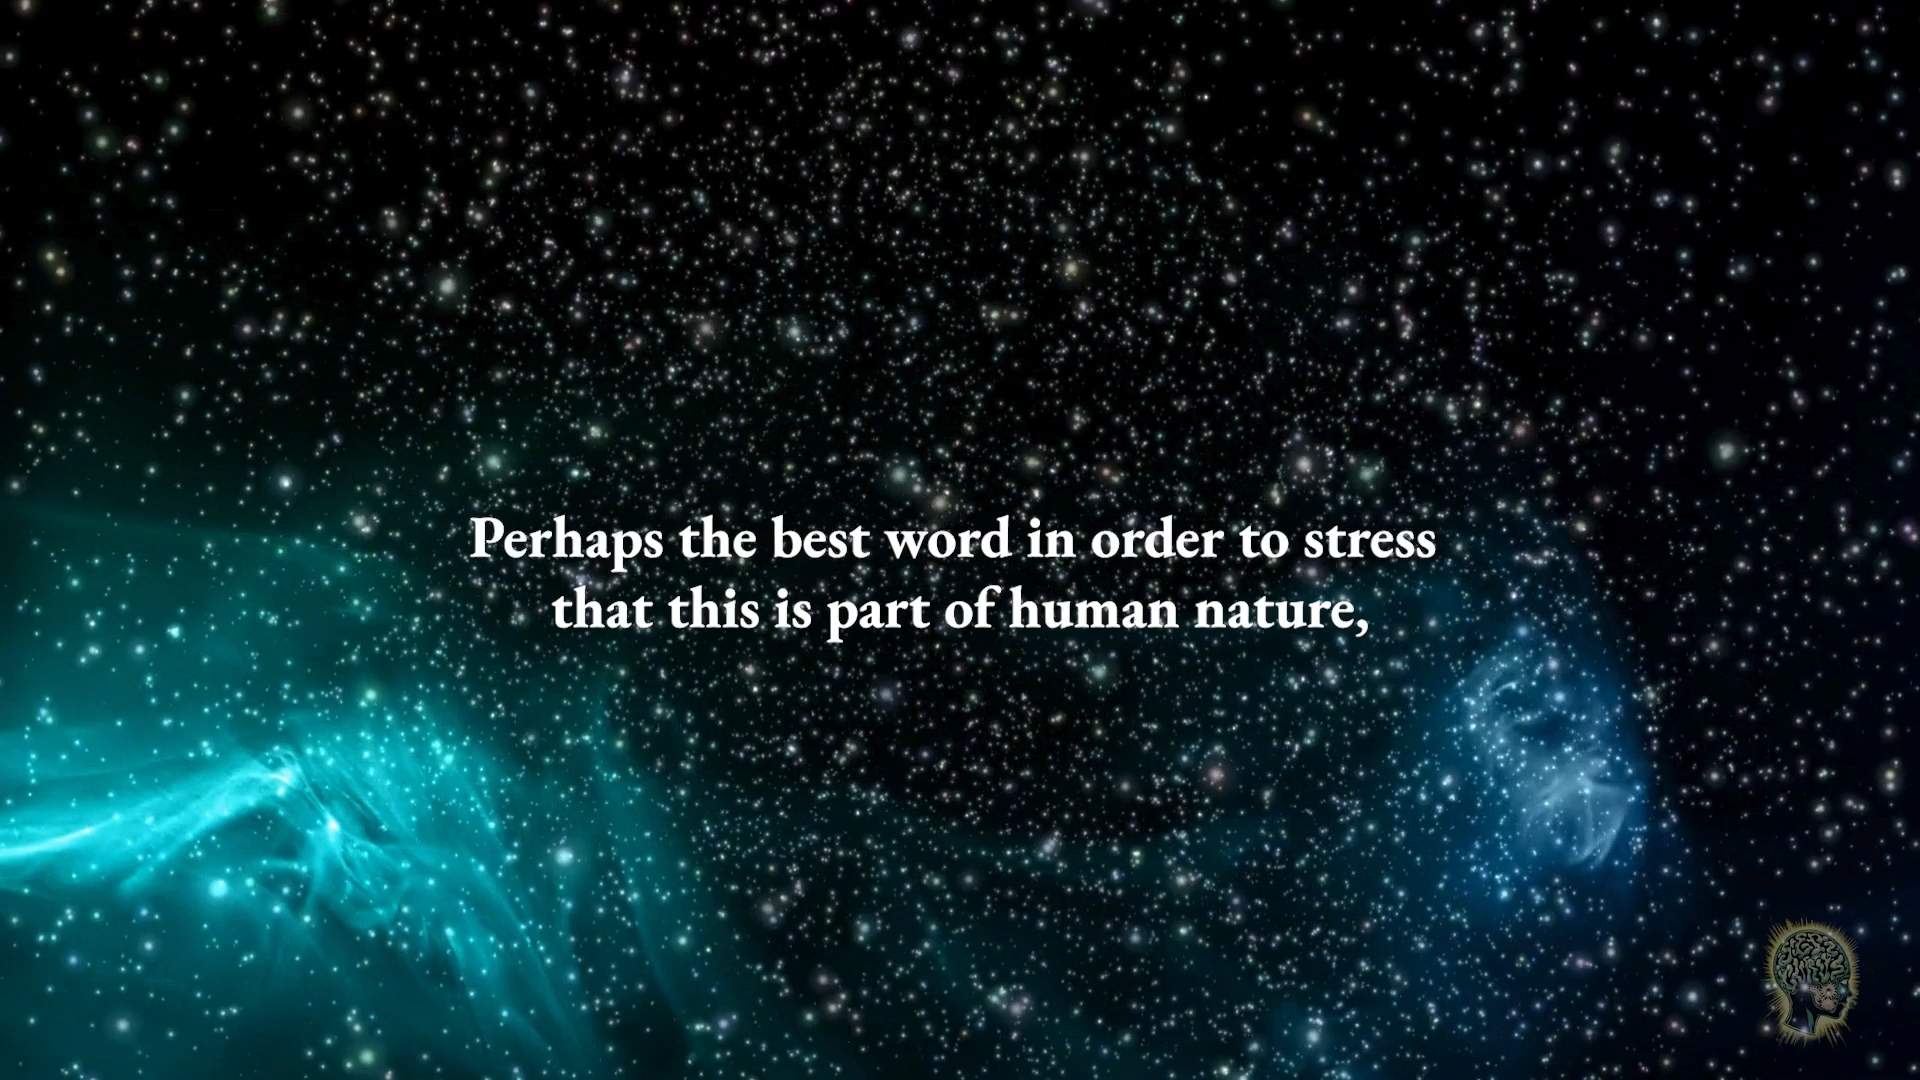 Perhaps the best word in order to stress
that this is part of human nature,